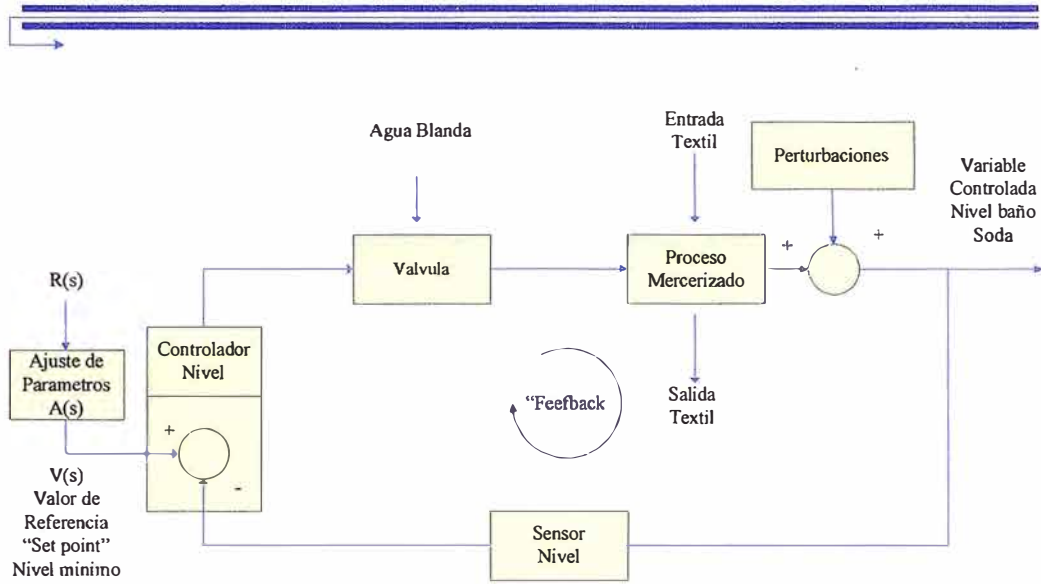 Agua Blanda
Entrada
Textil
Perturbaciones
Variable
Controlada
Nivel baño
Soda
+
+
Valvula
Proceso
Mercerizado
R(s)
Ajuste de
Parametros
A(s)
Controlador
Nivel
+
-
"Feefback
Salida
Textil
V(s)
Valor de
Referencia
"Set point"
Nivel minimo
Sensor
Nivel